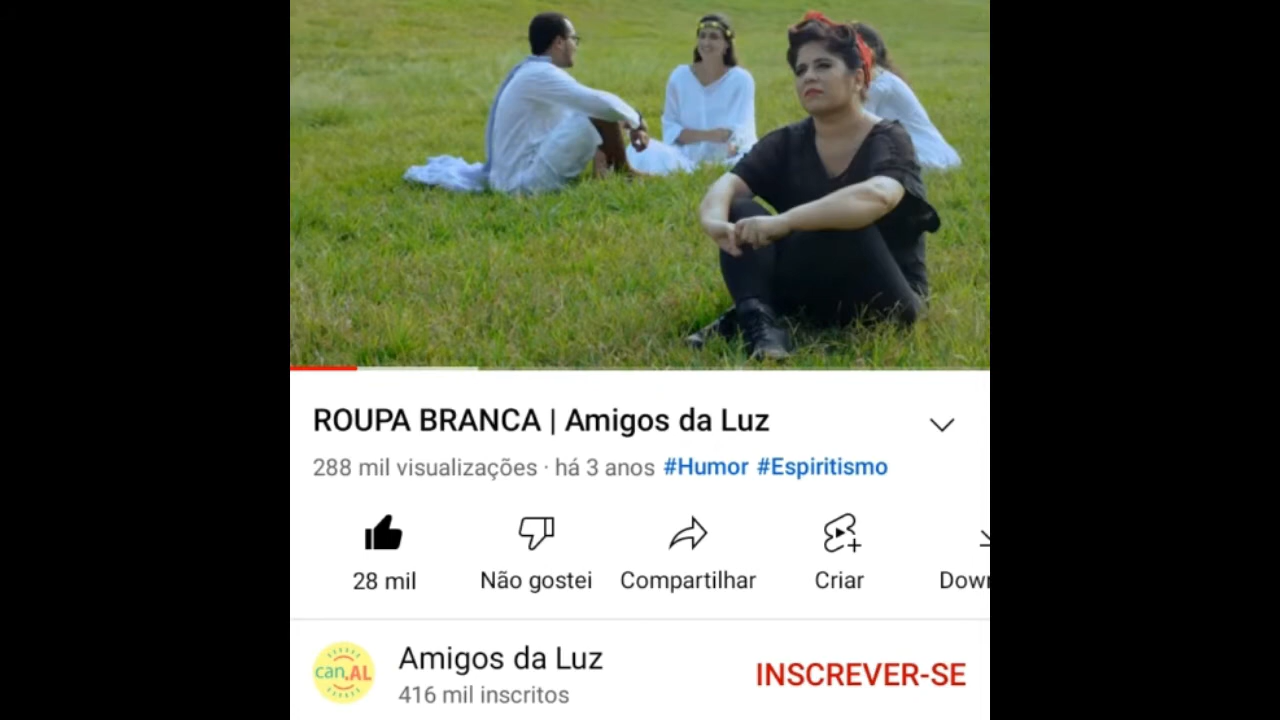 ROUPA BRANCA | Amigos da Luz
288 mil visualizações · há 3 anos #Humor #Espiritismo
28 mil Não gostei Compartilhar Criar Down
can.AL
Amigos da Luz
416 mil inscritos
INSCREVER-SE